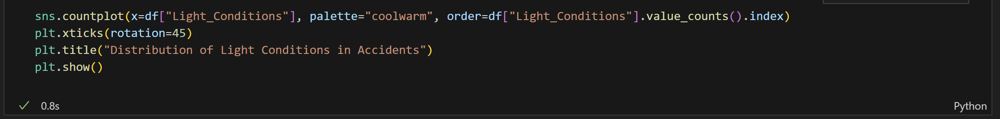 sns.countplot(x=df["Light_Conditions"], palette="coolwarm", order=df["Light_Conditions"].value_counts().index)
plt.xticks(rotation=45)
plt.title("Distribution of Light Conditions in Accidents")
plt.show()
0.8s
Python